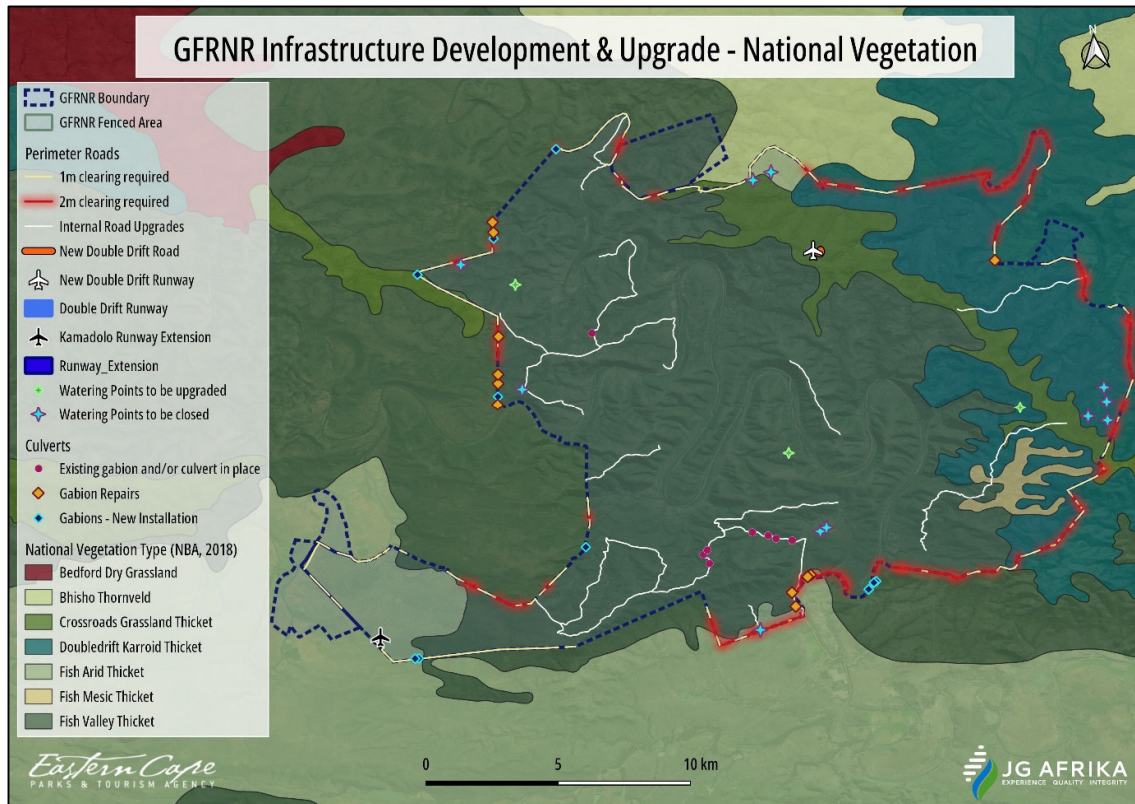 GFRNR Infrastructure Development & Upgrade - National Vegetation
N
GFRNR Boundary
GFRNR Fenced Area
Perimeter Roads
1m clearing required
2m clearing required
Internal Road Upgrades
New Double Drift Road
New Double Drift Runway
Double Drift Runway
Kamadolo Runway Extension
Runway_Extension
Watering Points to be upgraded
Watering Points to be closed
Culverts
Existing gabion and/or culvert in place
Gabion Repairs
Gabions - New Installation
National Vegetation Type (NBA, 2018)
Bedford Dry Grassland
Bhisho Thornveld
Crossroads Grassland Thicket
Doubledrift Karroid Thicket
Fish Arid Thicket
Fish Mesic Thicket
Fish Valley Thicket
Eastern Cape
PARKS & TOURISM AGENCY
0 5 10 km
JG AFRIKA
EXPERIENCE QUALITY INTEGRITY